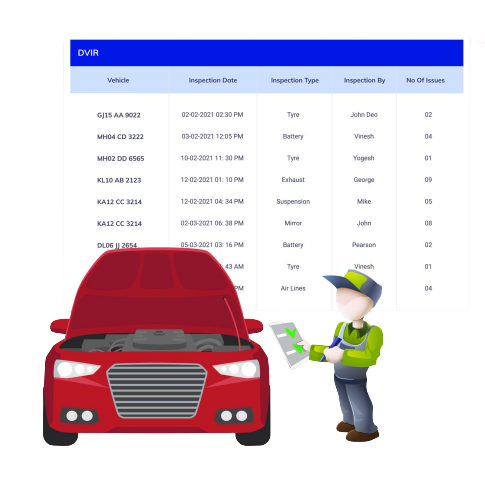 DVIR
Vehicle Inspection Date Inspection Type Inspection By No Of Issues
GJ15 AA 9022 02-02-2021 02:30 PM Tyre John Deo 02
MH04 CD 3222 03-02-2021 12:05 PM Battery Vinesh 04
MH02 DD 6565 10-02-2021 11: 30 PM Tyre Yogesh 01
KL10 AB 2123 12-02-2021 01: 10 PM Exhaust George 09
KA12 CC 3214 12-02-2021 04: 34 PM Suspension Mike 05
KA12 CC 3214 02-03-2021 06: 38 PM Mirror John 08
DL06 JJ 2654 05-03-2021 03: 16 PM Battery Pearson 02
43 AM Tyre Vinesh 01
PM Air Lines 04